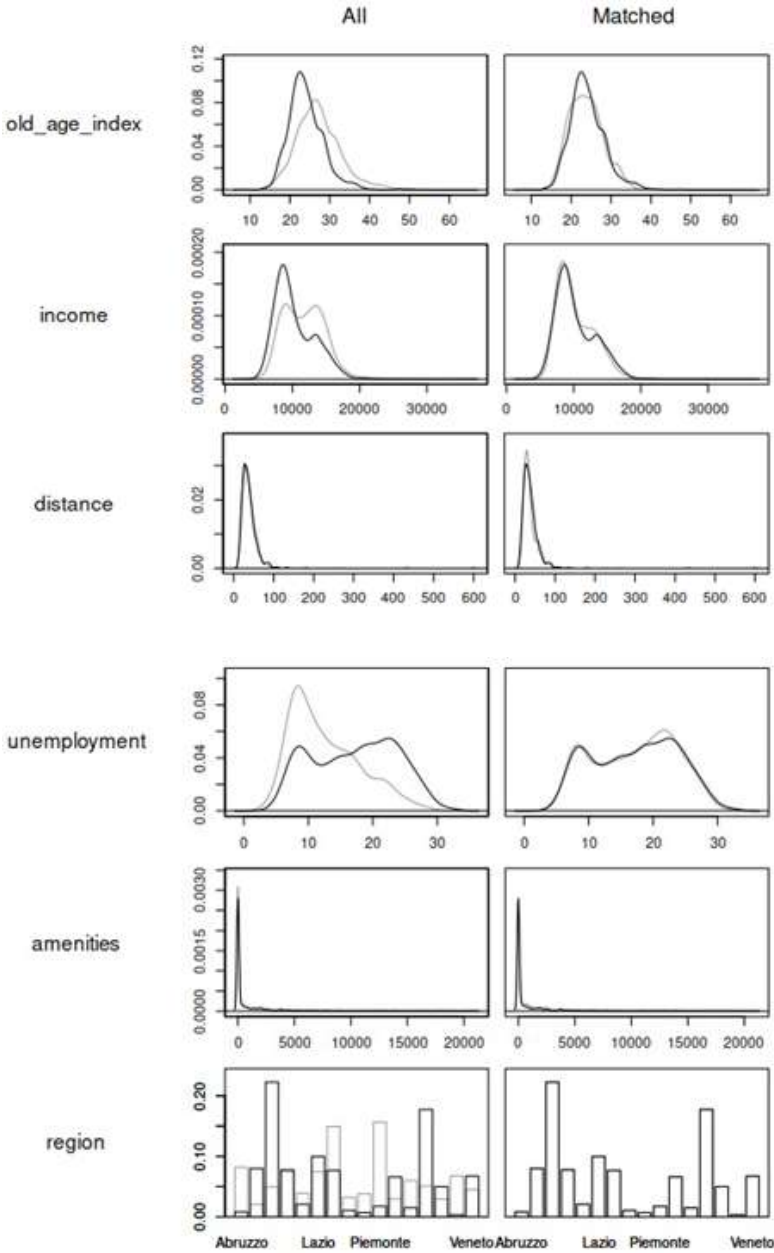 All Matched
old_age_index
0.00 0.04 0.08 0.12
10 20 30 40 50 60 10 20 30 40 50 60
income
0.00000 0.00010 0.00020
0 10000 20000 30000 0 10000 20000 30000
distance
0.00 0.02
0 100 200 300 400 500 600 0 100 200 300 400 500 600
unemployment
0.00 0.04 0.08
0 10 20 30 0 10 20 30
amenities
0.0000 0.0015 0.0030
0 5000 10000 15000 20000 0 5000 10000 15000 20000
region
0.00 0.10 0.20
Abruzzo Lazio Piemonte Veneto Abruzzo Lazio Piemonte Veneto